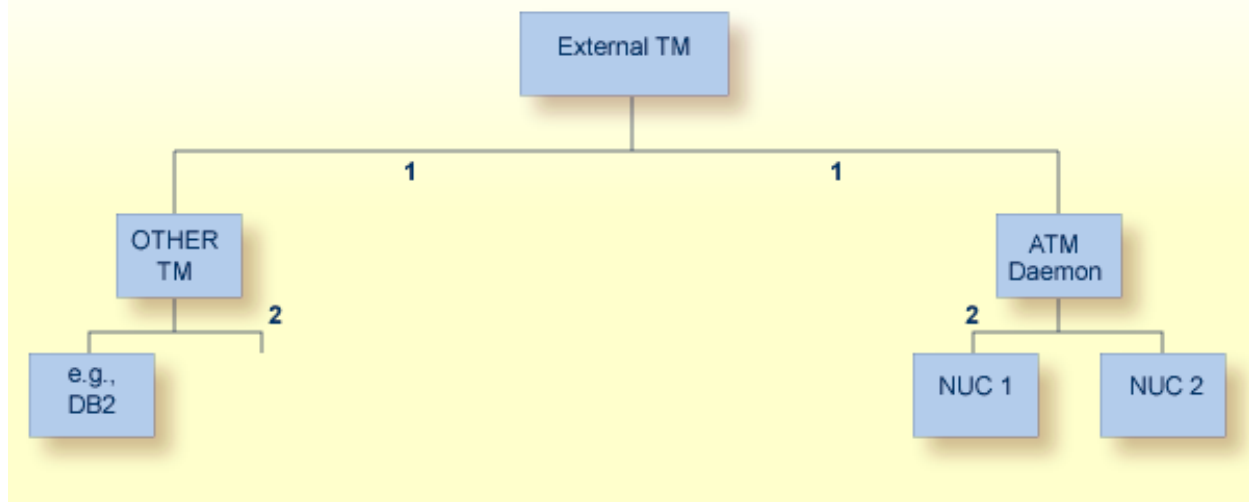 External TM
1
1
OTHER
TM
ATM
Daemon
2
2
e.g.,
DB2
NUC 1
NUC 2